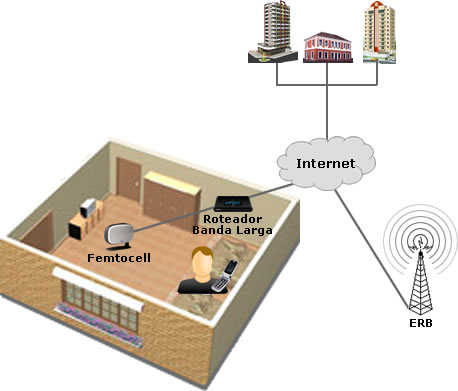 Internet
Roteador
Banda Larga
Femtocell
ERB